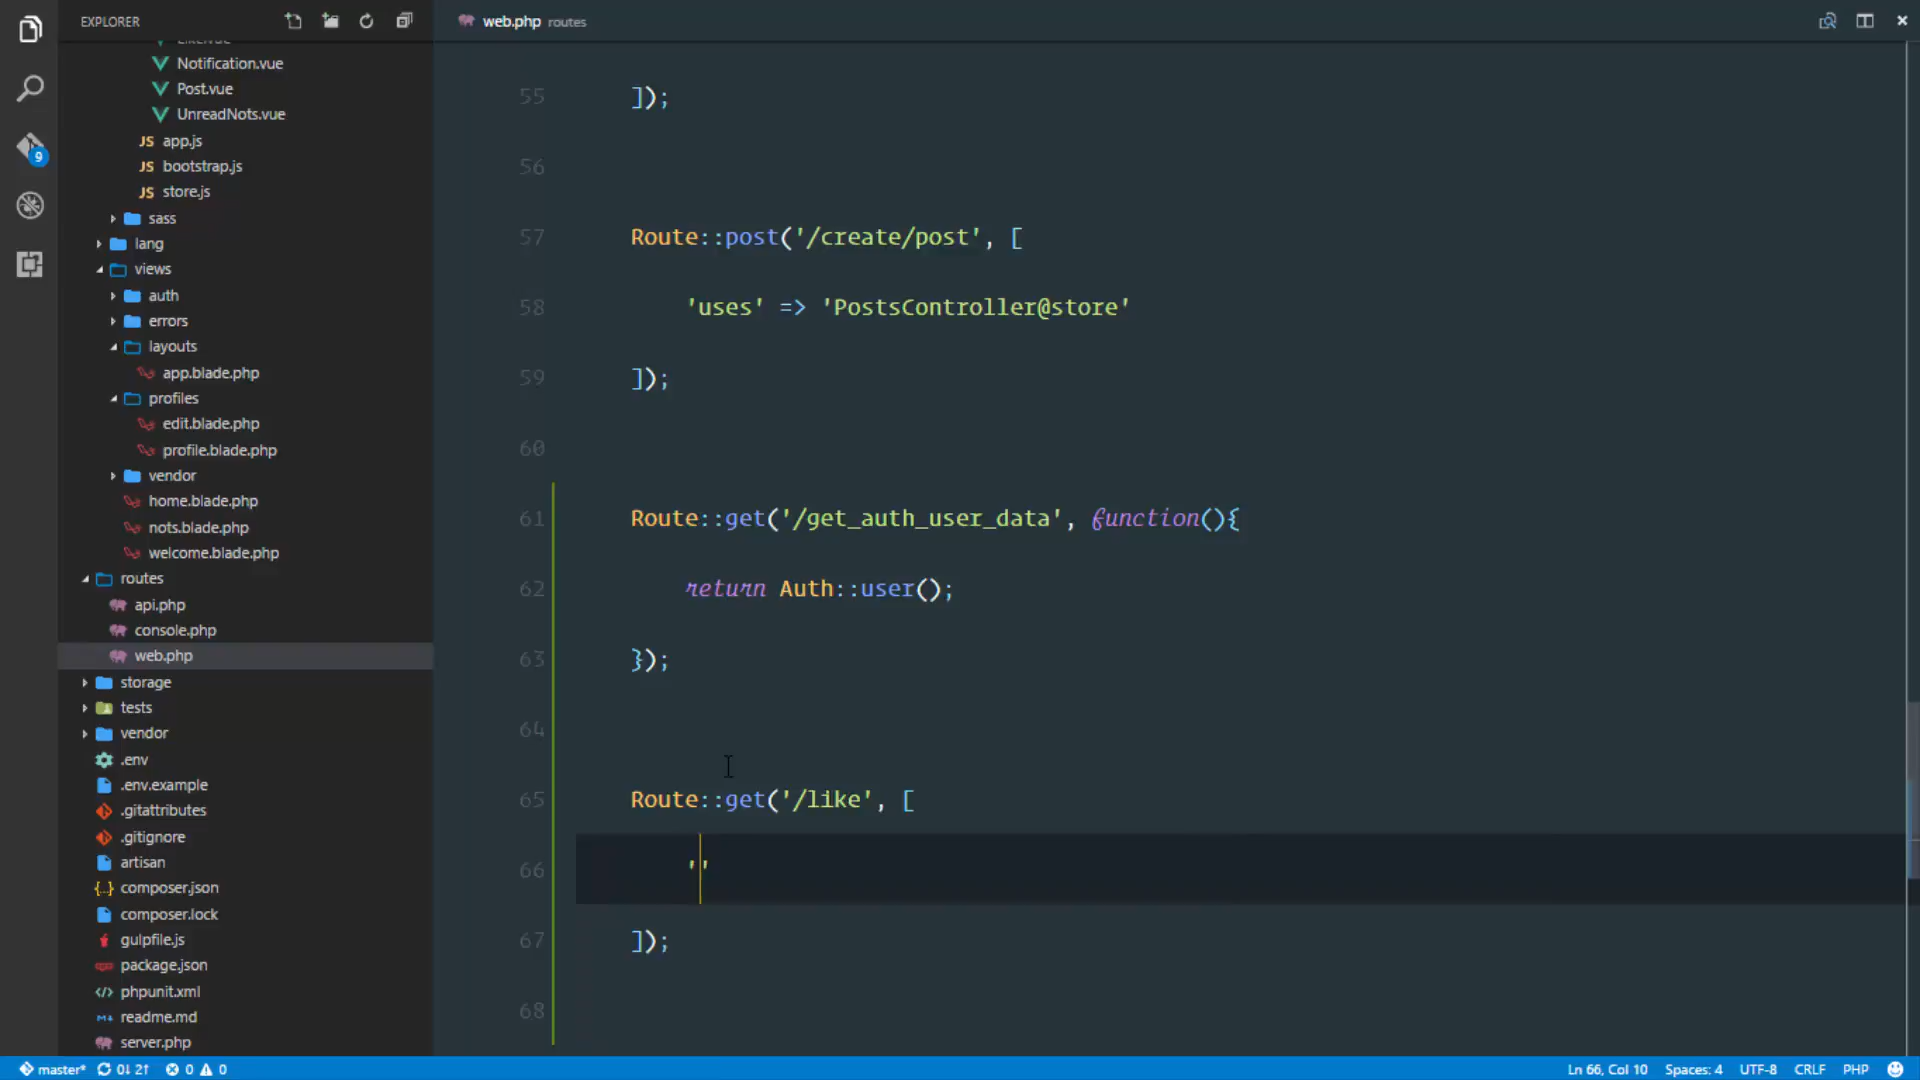 EXPLORER
web.php routes
Like.vue
Notification.vue
Post.vue
UnreadNots.vue
JS app.js
JS bootstrap.js
JS store.js
sass
lang
views
auth
errors
layouts
app.blade.php
profiles
edit.blade.php
profile.blade.php
vendor
home.blade.php
nots.blade.php
welcome.blade.php
routes
api.php
console.php
web.php
storage
tests
vendor
.env
.env.example
.gitattributes
.gitignore
artisan
composer.json
composer.lock
gulpfile.js
package.json
phpunit.xml
readme.md
server.php
9
55 ]);
56
57 Route::post('/create/post', [
58 'uses' => 'PostsController@store'
59 ]);
60
61 Route::get('/get_auth_user_data', function(){
62 return Auth::user();
63 });
64
65 Route::get('/like', [
66 ''
67 ]);
68
master* 0↓ 2↑ 0 0
Ln 66, Col 10 Spaces: 4 UTF-8 CRLF PHP